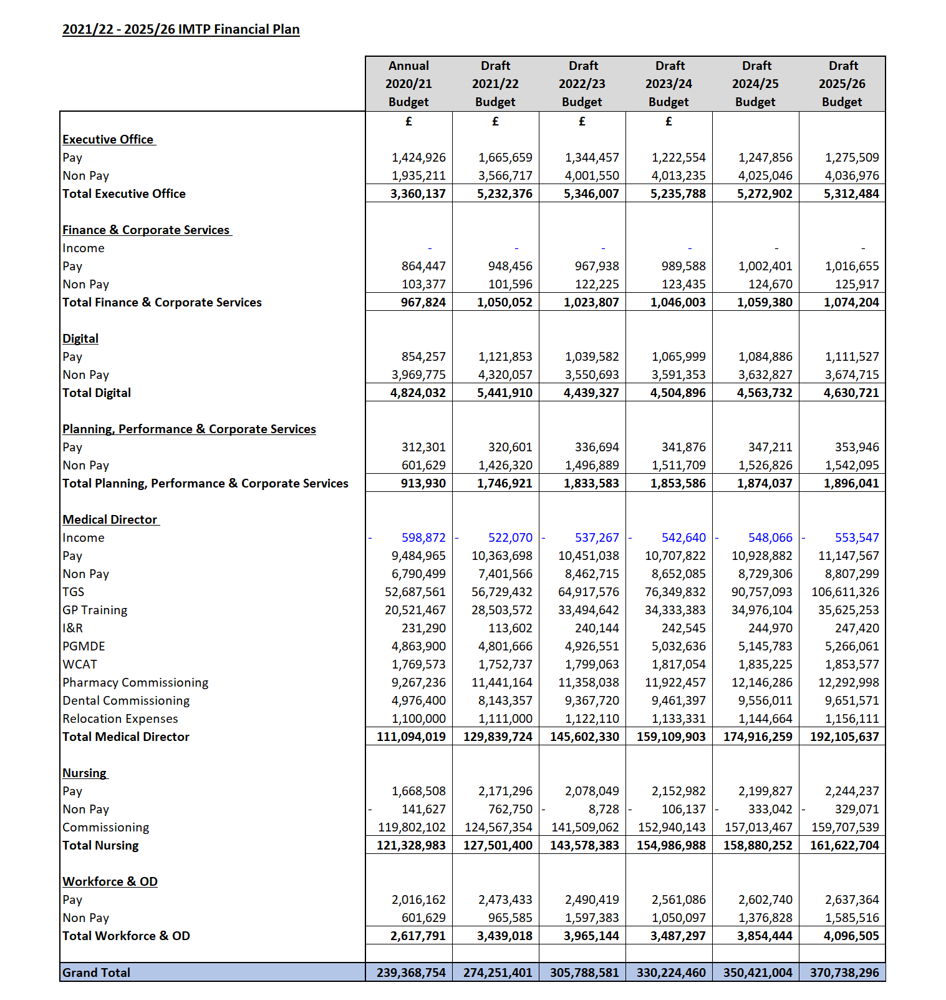 2021/22 - 2025/26 IMTP Financial Plan
Annual Draft Draft Draft Draft Draft
2020/21 2021/22 2022/23 2023/24 2024/25 2025/26
Budget Budget Budget Budget Budget Budget
£ £ £ £
Executive Office
Pay 1,424,926 1,665,659 1,344,457 1,222,554 1,247,856 1,275,509
Non Pay 1,935,211 3,566,717 4,001,550 4,013,235 4,025,046 4,036,976
Total Executive Office 3,360,137 5,232,376 5,346,007 5,235,788 5,272,902 5,312,484
Finance & Corporate Services
Income - - - - - -
Pay 864,447 948,456 967,938 989,588 1,002,401 1,016,655
Non Pay 103,377 101,596 122,225 123,435 124,670 125,917
Total Finance & Corporate Services 967,824 1,050,052 1,023,807 1,046,003 1,059,380 1,074,204
Digital
Pay 854,257 1,121,853 1,039,582 1,065,999 1,084,886 1,111,527
Non Pay 3,969,775 4,320,057 3,550,693 3,591,353 3,632,827 3,674,715
Total Digital 4,824,032 5,441,910 4,439,327 4,504,896 4,563,732 4,630,721
Planning, Performance & Corporate Services
Pay 312,301 320,601 336,694 341,876 347,211 353,946
Non Pay 601,629 1,426,320 1,496,889 1,511,709 1,526,826 1,542,095
Total Planning, Performance & Corporate Services 913,930 1,746,921 1,833,583 1,853,586 1,874,037 1,896,041
Medical Director
Income - 598,872 - 522,070 - 537,267 - 542,640 - 548,066 - 553,547
Pay 9,484,965 10,363,698 10,451,038 10,707,822 10,928,882 11,147,567
Non Pay 6,790,499 7,401,566 8,462,715 8,652,085 8,729,306 8,807,299
TGS 52,687,561 56,729,432 64,917,576 76,349,832 90,757,093 106,611,326
GP Training 20,521,467 28,503,572 33,494,642 34,333,383 34,976,104 35,625,253
I&R 231,290 113,602 240,144 242,545 244,970 247,420
PGMDE 4,863,900 4,801,666 4,926,551 5,032,636 5,145,783 5,266,061
WCAT 1,769,573 1,752,737 1,799,063 1,817,054 1,835,225 1,853,577
Pharmacy Commissioning 9,267,236 11,441,164 11,358,038 11,922,457 12,146,286 12,292,998
Dental Commissioning 4,976,400 8,143,357 9,367,720 9,461,397 9,556,011 9,651,571
Relocation Expenses 1,100,000 1,111,000 1,122,110 1,133,331 1,144,664 1,156,111
Total Medical Director 111,094,019 129,839,724 145,602,330 159,109,903 174,916,259 192,105,637
Nursing
Pay 1,668,508 2,171,296 2,078,049 2,152,982 2,199,827 2,244,237
Non Pay - 141,627 762,750 - 8,728 - 106,137 - 333,042 - 329,071
Commissioning 119,802,102 124,567,354 141,509,062 152,940,143 157,013,467 159,707,539
Total Nursing 121,328,983 127,501,400 143,578,383 154,986,988 158,880,252 161,622,704
Workforce & OD
Pay 2,016,162 2,473,433 2,490,419 2,561,086 2,602,740 2,637,364
Non Pay 601,629 965,585 1,597,383 1,050,097 1,376,828 1,585,516
Total Workforce & OD 2,617,791 3,439,018 3,965,144 3,487,297 3,854,444 4,096,505
Grand Total 239,368,754 274,251,401 305,788,581 330,224,460 350,421,004 370,738,296